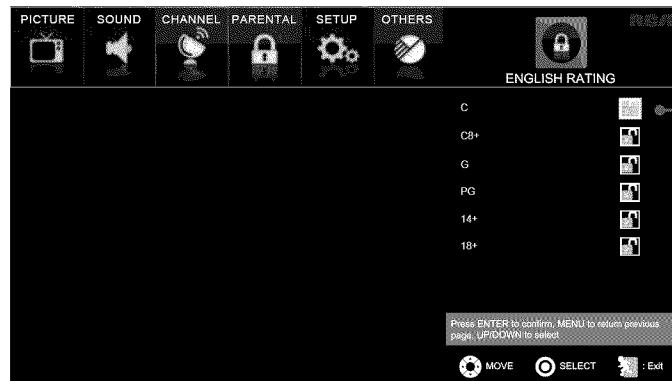 PICTURE SOUND CHANNEL PARENTAL SETUP OTHERS
ENGLISH RATING
C
C8+
G
PG
14+
18+
Press ENTER to confirm, MENU to return previous
page, UP/DOWN to select
MOVE SELECT : Exit